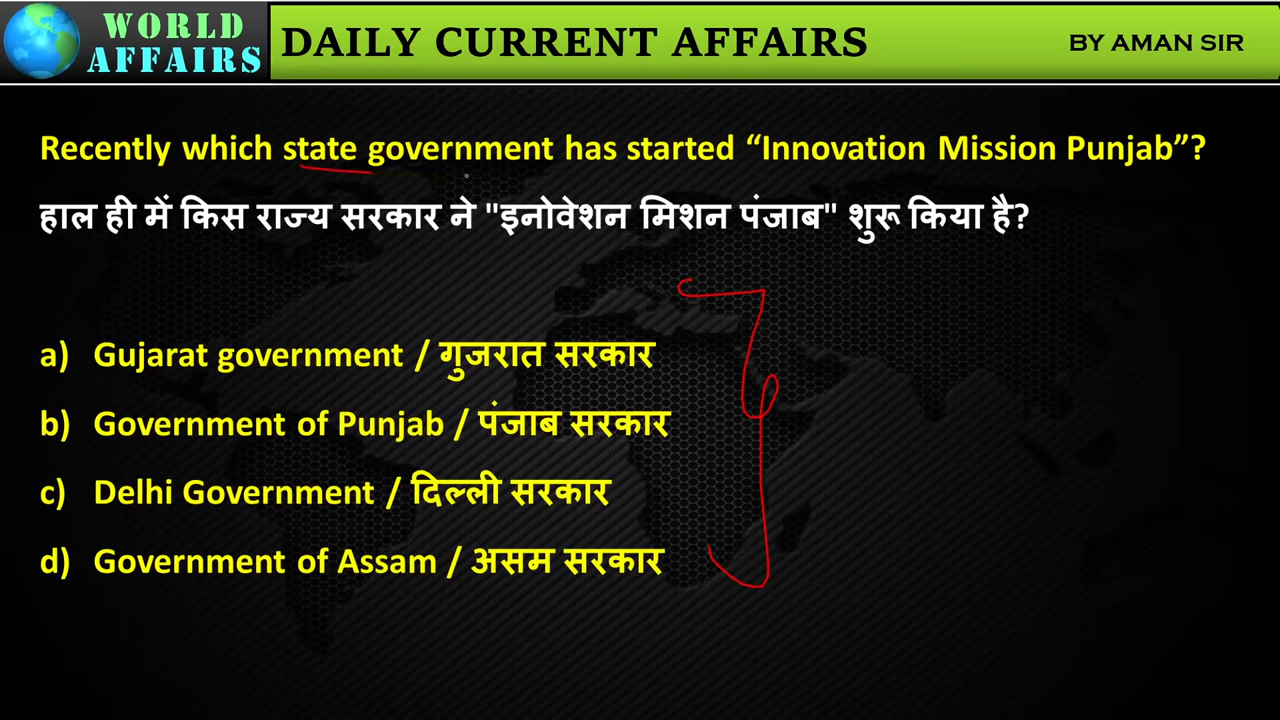 WORLD
AFFAIRS
DAILY CURRENT AFFAIRS
BY AMAN SIR
Recently which state government has started “Innovation Mission Punjab”?
हाल ही में किस राज्य सरकार ने "इनोवेशन मिशन पंजाब" शुरू किया है?
a) Gujarat government / गुजरात सरकार
b) Government of Punjab / पंजाब सरकार
c) Delhi Government / दिल्ली सरकार
d) Government of Assam / असम सरकार